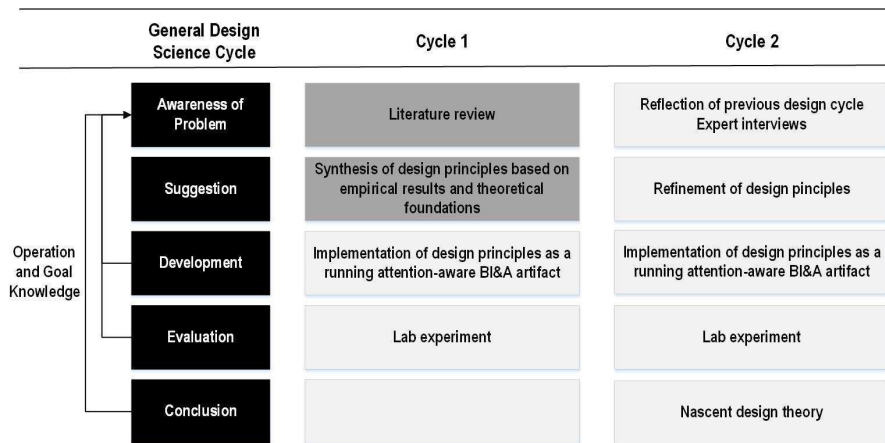 General Design
Science Cycle
Cycle 1
Cycle 2
Awareness of
Problem
Literature review
Reflection of previous design cycle
Expert interviews
Suggestion
Synthesis of design principles based on
empirical results and theoretical
foundations
Refinement of design pinciples
Operation
and Goal
Knowledge
Development
Implementation of design principles as a
running attention-aware BI&A artifact
Implementation of design principles as a
running attention-aware BI&A artifact
Evaluation
Lab experiment
Lab experiment
Conclusion
Nascent design theory